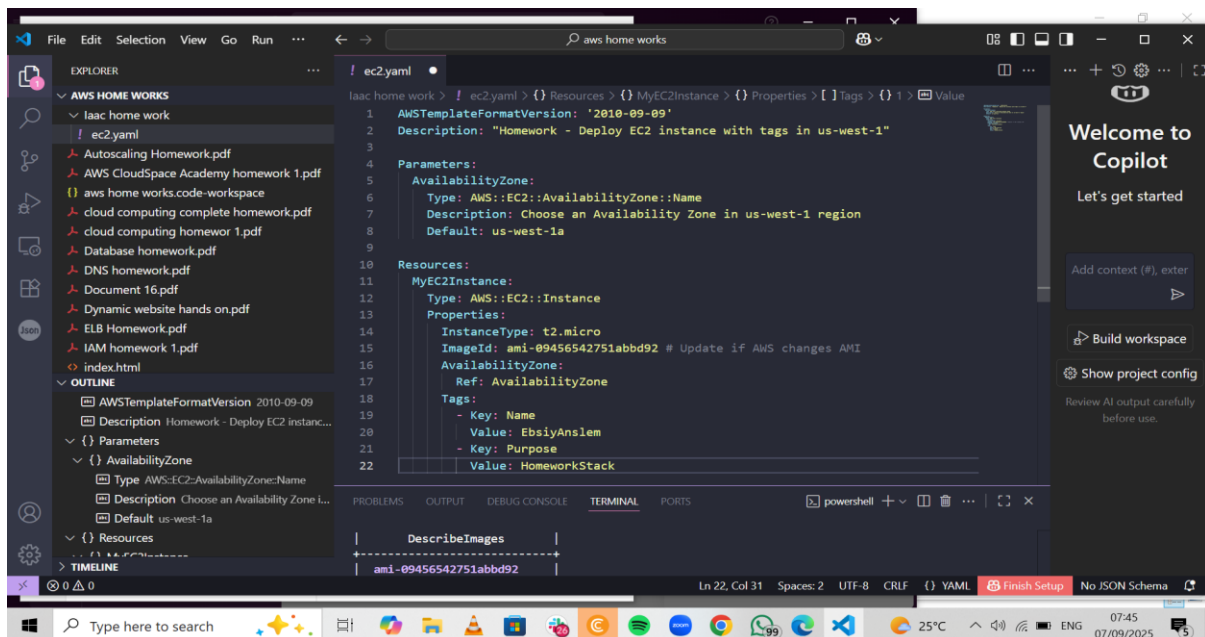 File Edit Selection View Go Run ··· aws home works
EXPLORER
AWS HOME WORKS
Iaac home work
! ec2.yaml
Autoscaling Homework.pdf
AWS CloudSpace Academy homework 1.pdf
{} aws home works.code-workspace
cloud computing complete homework.pdf
cloud computing homewor 1.pdf
Database homework.pdf
DNS homework.pdf
Document 16.pdf
Dynamic website hands on.pdf
ELB Homework.pdf
IAM homework 1.pdf
<> index.html
OUTLINE
AWSTemplateFormatVersion 2010-09-09
Description Homework - Deploy EC2 instanc...
{} Parameters
{} AvailabilityZone
Type AWS::EC2::AvailabilityZone::Name
Description Choose an Availability Zone i...
Default us-west-1a
{} Resources
{} MyEC2Instance
TIMELINE
Json
1
! ec2.yaml
Iaac home work > ! ec2.yaml > {} Resources > {} MyEC2Instance > {} Properties > [ ] Tags > {} 1 > Value
1 AWSTemplateFormatVersion: '2010-09-09'
2 Description: "Homework - Deploy EC2 instance with tags in us-west-1"
3
4 Parameters:
5 AvailabilityZone:
6 Type: AWS::EC2::AvailabilityZone::Name
7 Description: Choose an Availability Zone in us-west-1 region
8 Default: us-west-1a
9
10 Resources:
11 MyEC2Instance:
12 Type: AWS::EC2::Instance
13 Properties:
14 InstanceType: t2.micro
15 ImageId: ami-09456542751abbd92 # Update if AWS changes AMI
16 AvailabilityZone:
17 Ref: AvailabilityZone
18 Tags:
19 - Key: Name
20 Value: EbsiyAnslem
21 - Key: Purpose
22 Value: HomeworkStack
PROBLEMS OUTPUT DEBUG CONSOLE TERMINAL PORTS powershell
| DescribeImages |
+----------------------------+
| ami-09456542751abbd92 |
Welcome to
Copilot
Let's get started
Add context (#), exter
Build workspace
Show project config
Review AI output carefully
before use.
0 0 Ln 22, Col 31 Spaces: 2 UTF-8 CRLF {} YAML Finish Setup No JSON Schema
Type here to search zoom 99 25°C ENG 07:45
07/09/2025 5